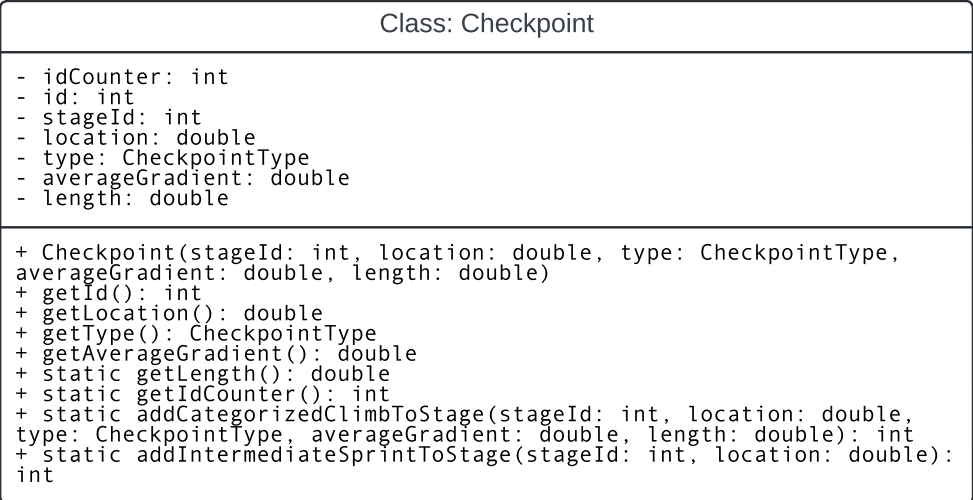 Class: Checkpoint
- idCounter: int
- id: int
- stageId: int
- location: double
- type: CheckpointType
- averageGradient: double
- length: double
+ Checkpoint(stageId: int, location: double, type: CheckpointType,
averageGradient: double, length: double)
+ getId(): int
+ getLocation(): double
+ getType(): CheckpointType
+ getAverageGradient(): double
+ static getLength(): double
+ static getIdCounter(): int
+ static addCategorizedClimbToStage(stageId: int, location: double,
type: CheckpointType, averageGradient: double, length: double): int
+ static addIntermediateSprintToStage(stageId: int, location: double):
int